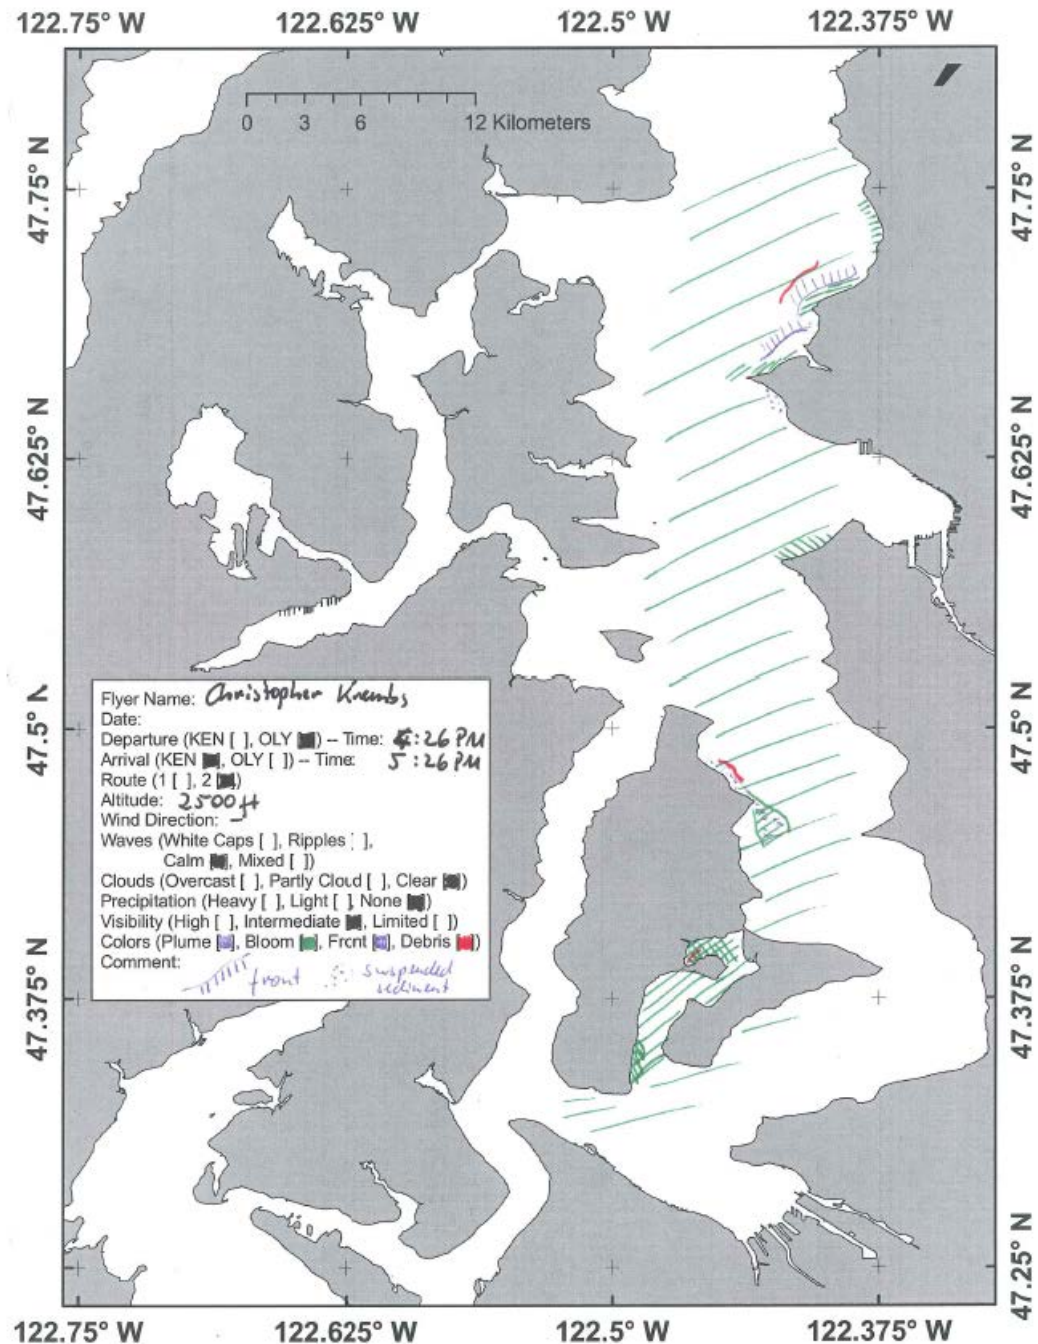 122.75° W 122.625° W 122.5° W 122.375° W
0 3 6 12 Kilometers
47.75° N 47.75° N
47.625° N 47.625° N
47.5° N 47.5° N
47.375° N 47.375° N
47.25° N
Flyer Name: Christopher Krembs
Date:
Departure (KEN [ ], OLY [■]) -- Time: 4:26 PM
Arrival (KEN [■], OLY [ ]) -- Time: 5:26 PM
Route (1 [ ], 2 [■])
Altitude: 2500 ft
Wind Direction: –
Waves (White Caps [ ], Ripples [ ],
Calm [■], Mixed [ ])
Clouds (Overcast [ ], Partly Cloud [ ], Clear [■])
Precipitation (Heavy [ ], Light [ ], None [■])
Visibility (High [ ], Intermediate [■], Limited [ ])
Colors (Plume [■], Bloom [■], Front [■], Debris [■])
Comment:
front suspended
sediment
122.75° W 122.625° W 122.5° W 122.375° W